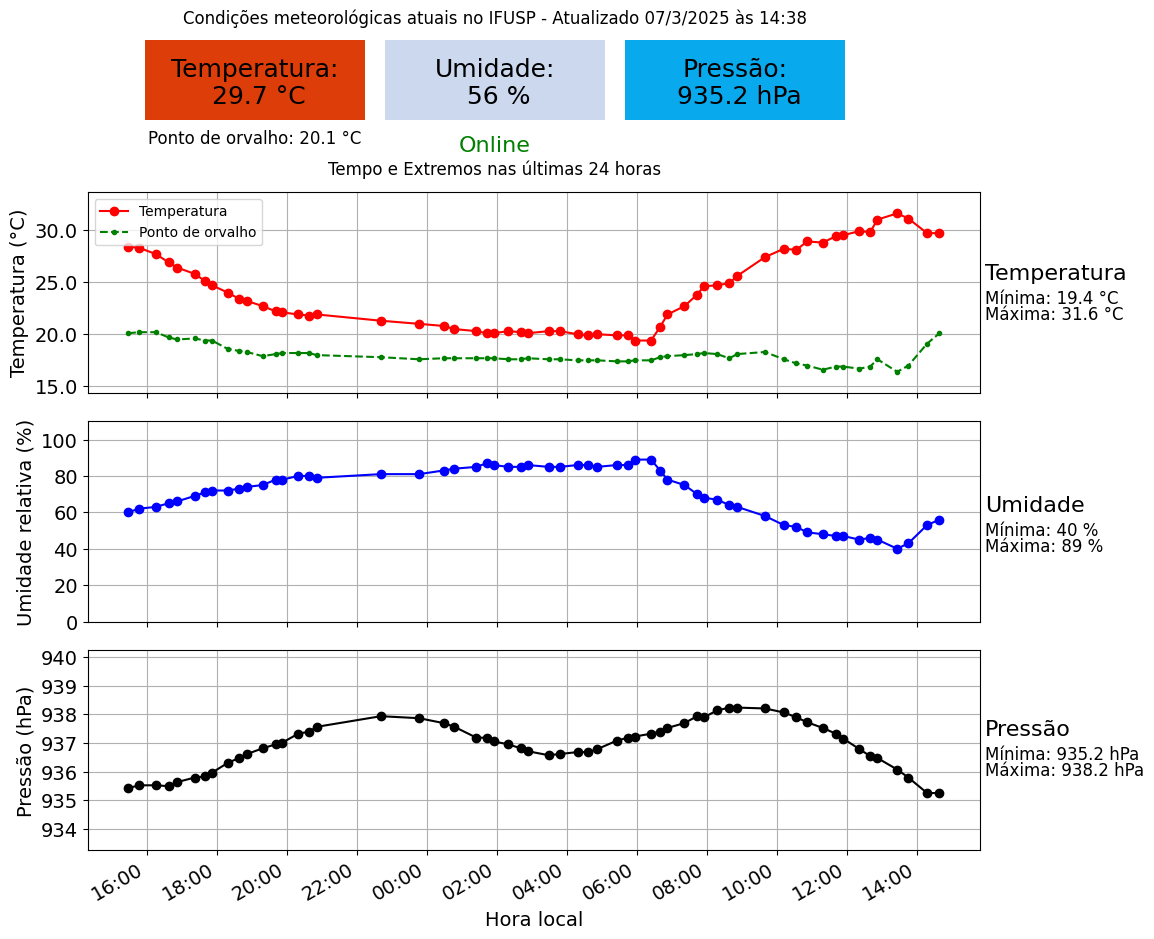 Condições meteorológicas atuais no IFUSP - Atualizado 07/3/2025 às 14:38
Temperatura:
29.7 °C
Umidade:
56 %
Pressão:
935.2 hPa
Ponto de orvalho: 20.1 °C
Online
Tempo e Extremos nas últimas 24 horas
Temperatura (°C)
30.0
25.0
20.0
15.0
Temperatura
Ponto de orvalho
Temperatura
Mínima: 19.4 °C
Máxima: 31.6 °C
Umidade relativa (%)
100
80
60
40
20
0
Umidade
Mínima: 40 %
Máxima: 89 %
Pressão (hPa)
940
939
938
937
936
935
934
Pressão
Mínima: 935.2 hPa
Máxima: 938.2 hPa
16:00 18:00 20:00 22:00 00:00 02:00 04:00 06:00 08:00 10:00 12:00 14:00
Hora local